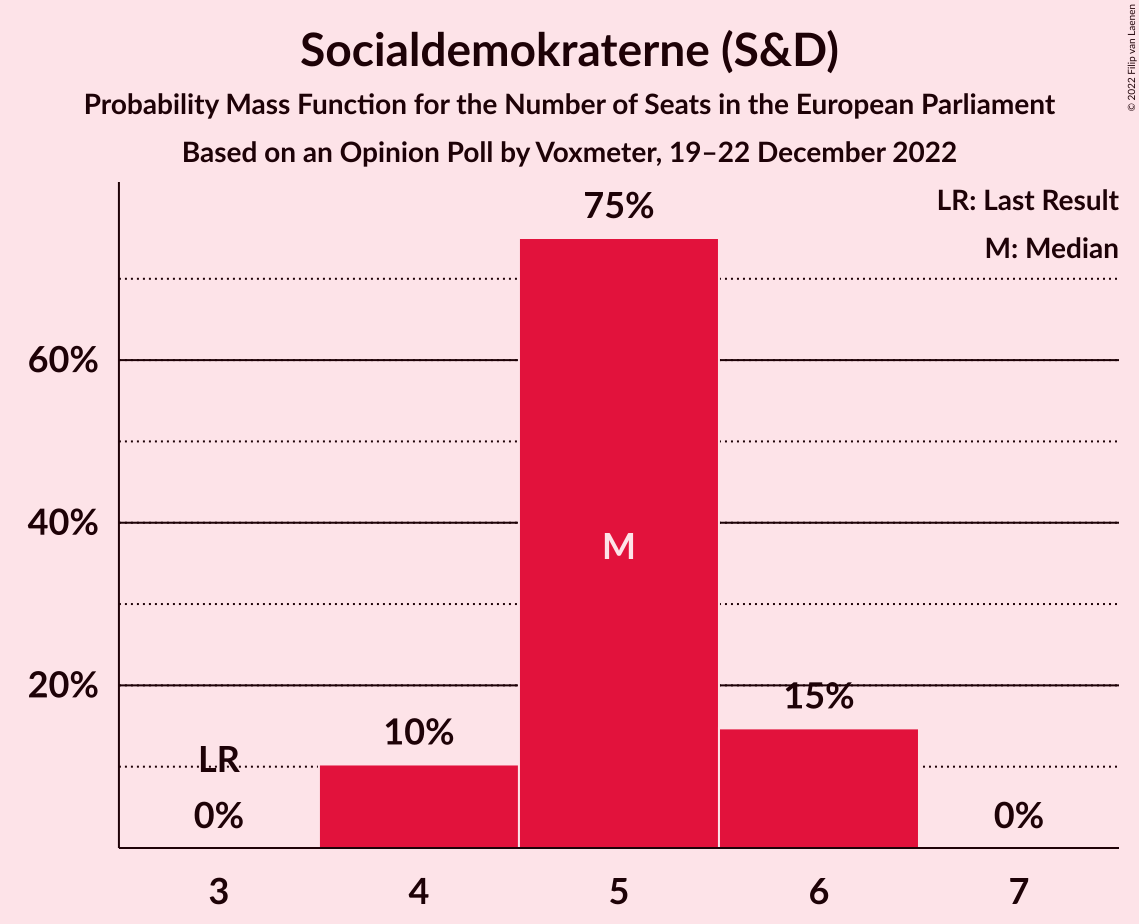 Socialdemokraterne (S&D)
Probability Mass Function for the Number of Seats in the European Parliament
Based on an Opinion Poll by Voxmeter, 19–22 December 2022
© 2022 Filip van Laenen
LR: Last Result
M: Median
75%
60%
40%
20%
M
15%
10%
LR
0%
0%
3
4
5
6
7